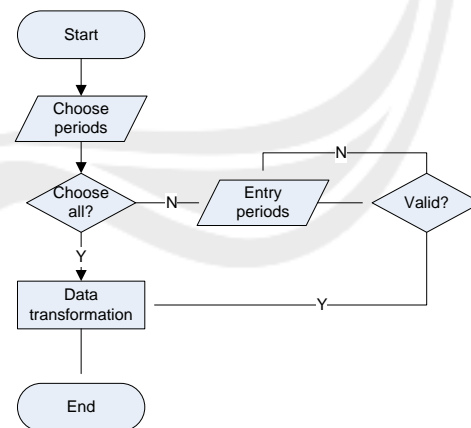 Start
Choose
periods
Choose
all?
N
Entry
periods
N
Valid?
Y
Data
transformation
Y
End